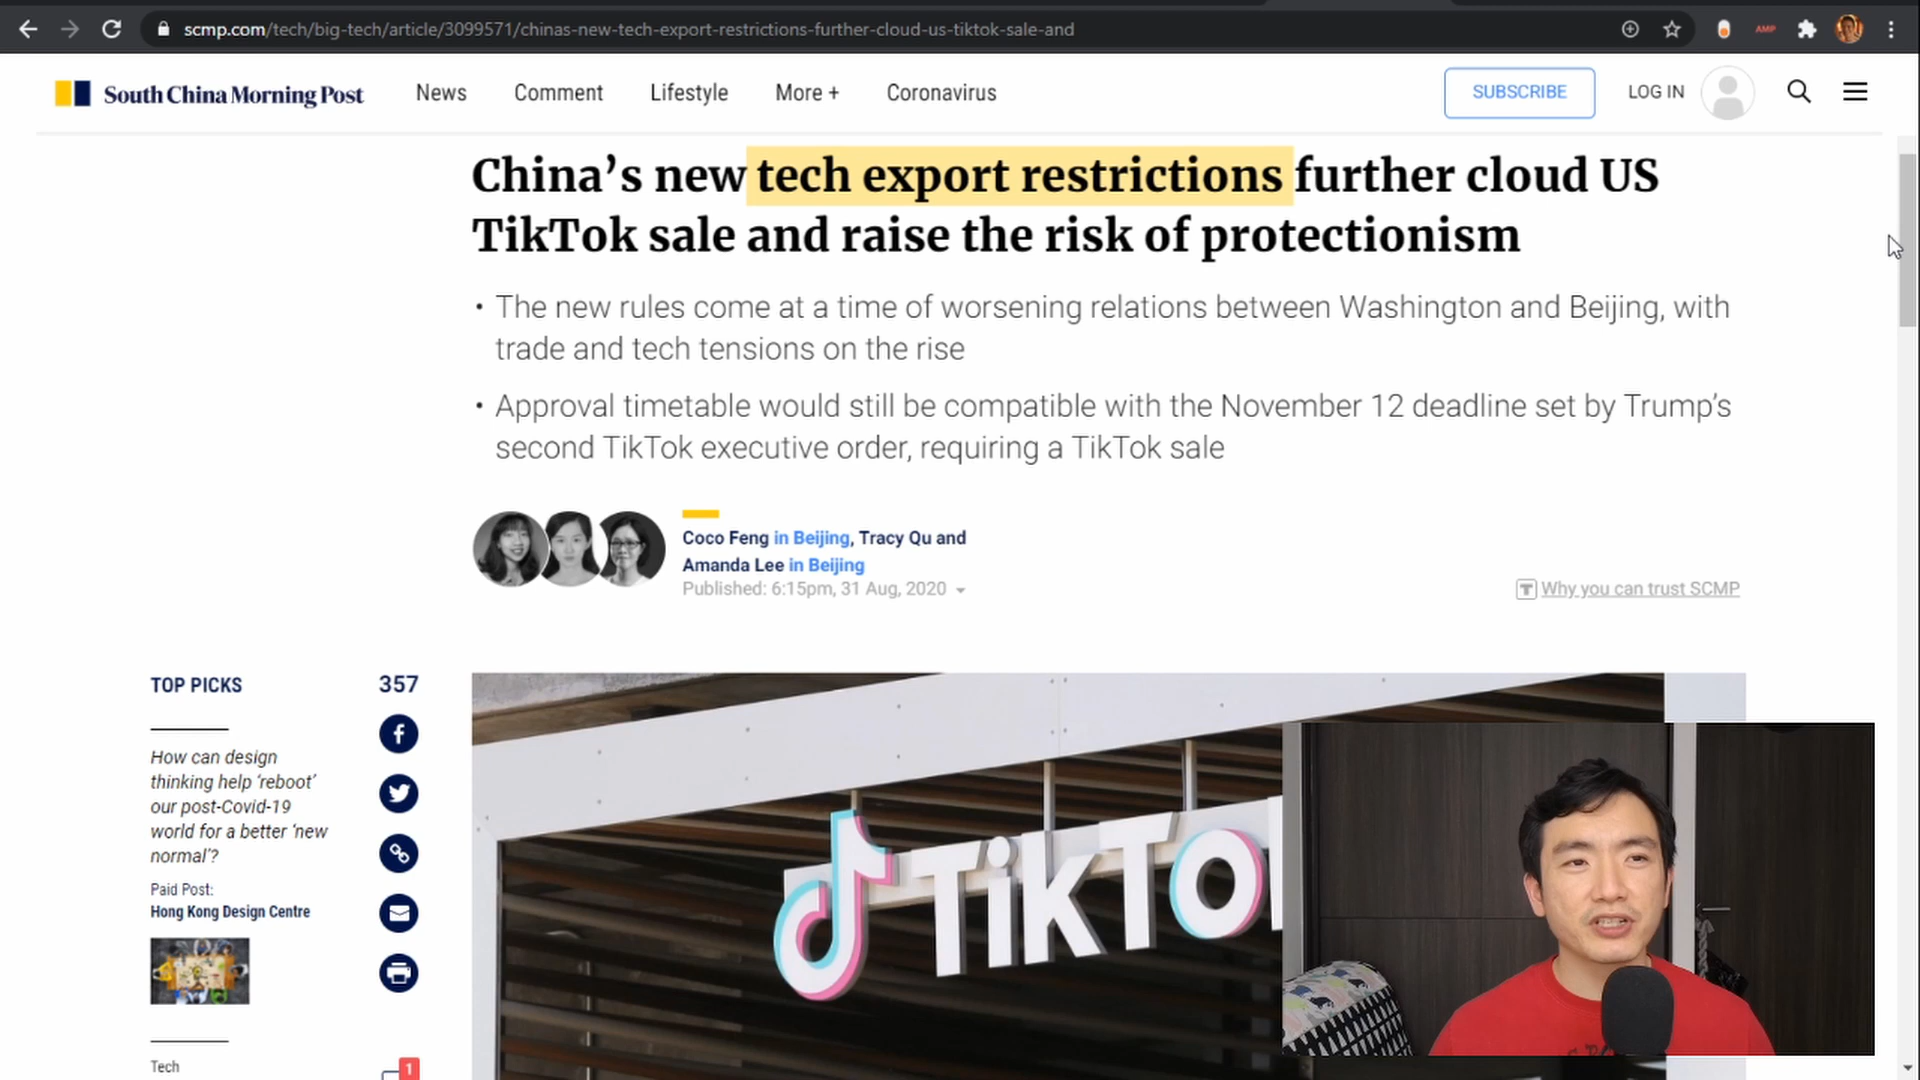 scmp.com/tech/big-tech/article/3099571/chinas-new-tech-export-restrictions-further-cloud-us-tiktok-sale-and
AMP
South China Morning Post
News
Comment
Lifestyle
More +
Coronavirus
SUBSCRIBE
LOG IN
China’s new tech export restrictions further cloud US
TikTok sale and raise the risk of protectionism
• The new rules come at a time of worsening relations between Washington and Beijing, with
trade and tech tensions on the rise
• Approval timetable would still be compatible with the November 12 deadline set by Trump’s
second TikTok executive order, requiring a TikTok sale
Coco Feng in Beijing, Tracy Qu and
Amanda Lee in Beijing
Published: 6:15pm, 31 Aug, 2020
Why you can trust SCMP
TOP PICKS
357
How can design
thinking help ‘reboot’
our post-Covid-19
world for a better ‘new
normal’?
Paid Post:
Hong Kong Design Centre
Tech
1
TikTo